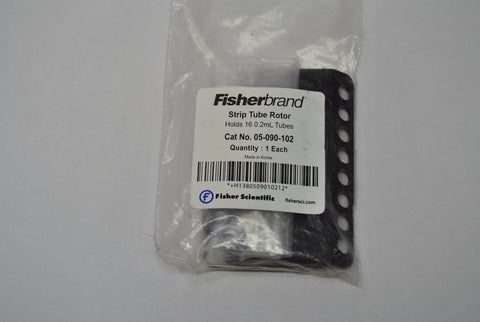 Fisherbrand
Strip Tube Rotor
Holds 16 0.2mL Tubes
Cat No. 05-090-102
Quantity : 1 Each
Made in Korea
*+H1380509010212*
F Fisher Scientific fishersci.com